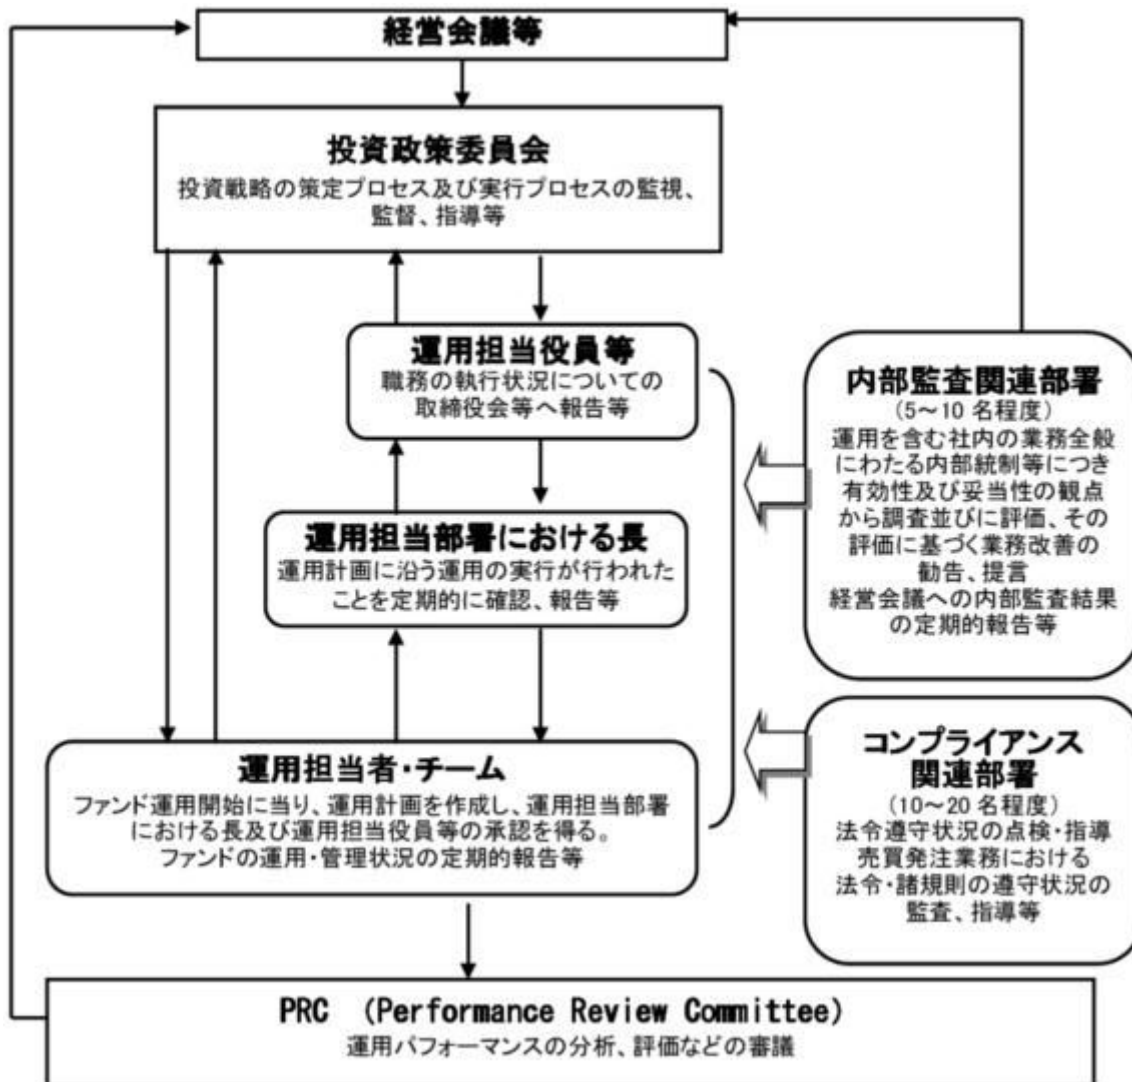 経営会議等
投資政策委員会
投資戦略の策定プロセス及び実行プロセスの監視、
監督、指導等
運用担当役員等
職務の執行状況についての
取締役会等へ報告等
運用担当部署における長
運用計画に沿う運用の実行が行われた
ことを定期的に確認、報告等
運用担当者・チーム
ファンド運用開始に当り、運用計画を作成し、運用担当部署
における長及び運用担当役員等の承認を得る。
ファンドの運用・管理状況の定期的報告等
内部監査関連部署
(5～10 名程度)
運用を含む社内の業務全般
にわたる内部統制等につき
有効性及び妥当性の観点
から調査並びに評価、その
評価に基づく業務改善の
勧告、提言
経営会議への内部監査結果
の定期的報告等
コンプライアンス
関連部署
(10～20 名程度)
法令遵守状況の点検・指導
売買発注業務における
法令・諸規則の遵守状況の
監査、指導等
PRC (Performance Review Committee)
運用パフォーマンスの分析、評価などの審議